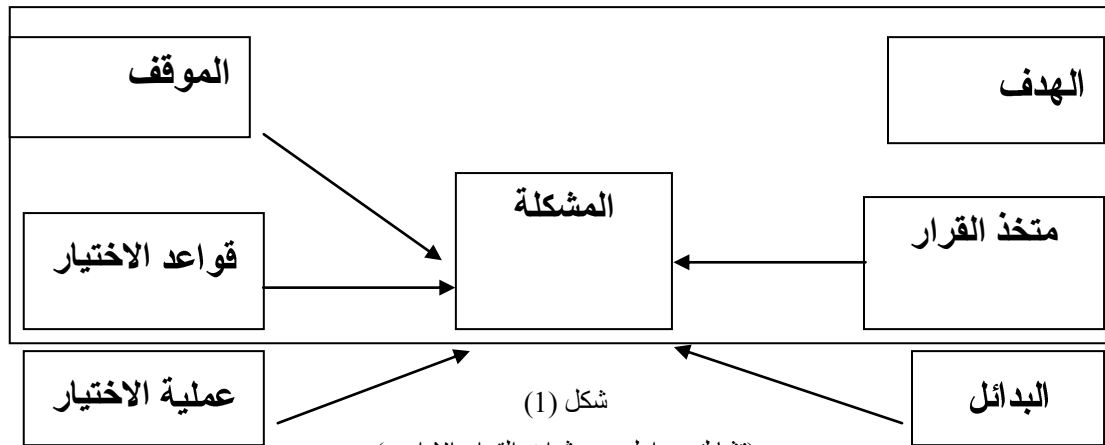 الهدف
الموقف
المشكلة
متخذ القرار
قواعد الاختيار
البدائل
عملية الاختيار
شكل (1)